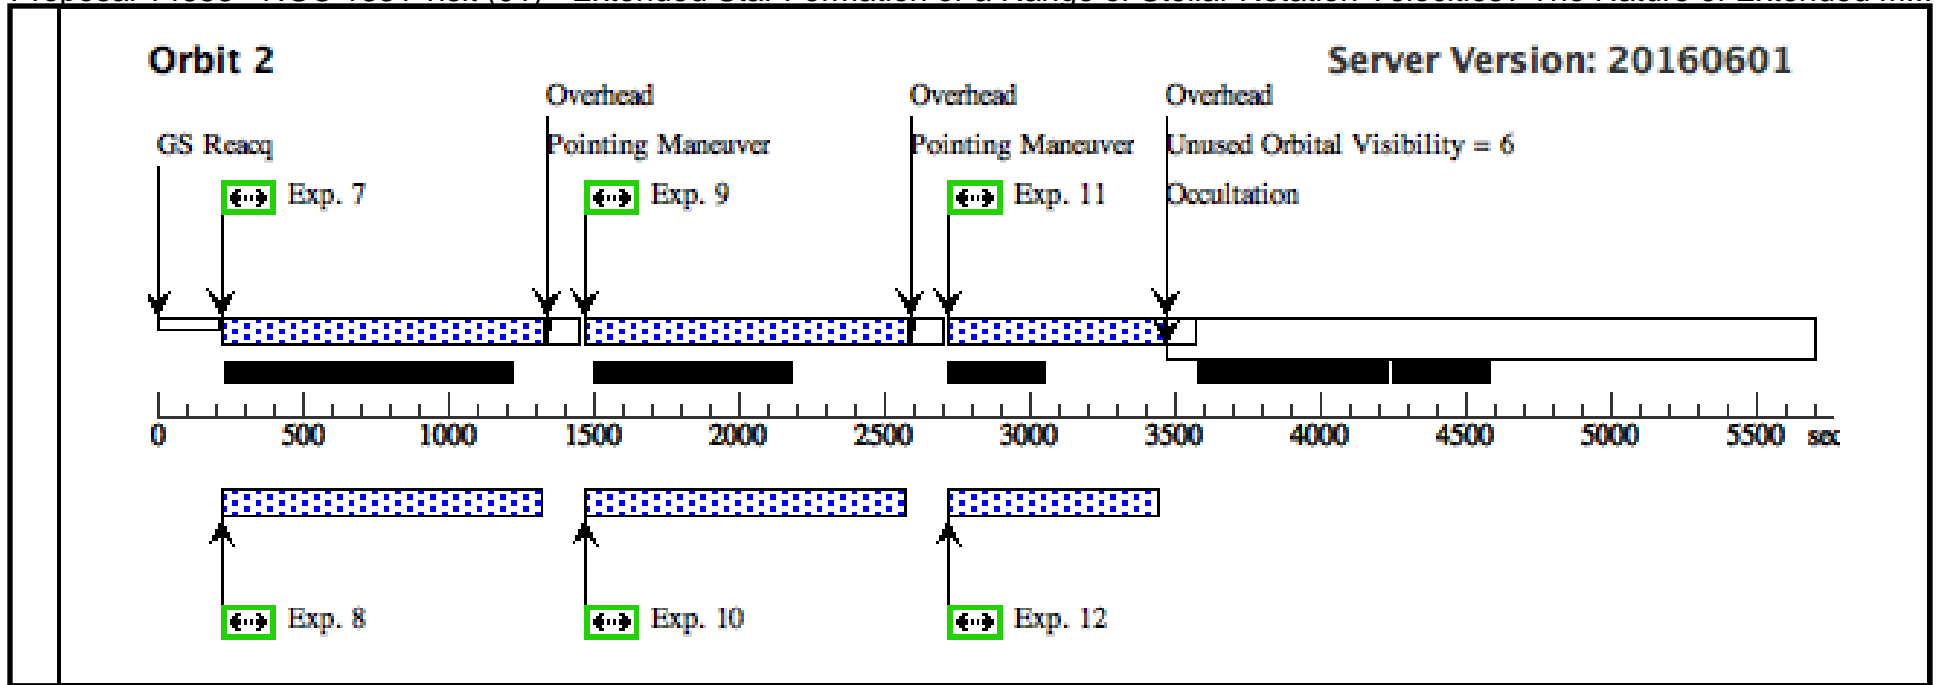 Orbit 2
Server Version: 20160601
Overhead
Overhead
Overhead
GS Reacq
Pointing Maneuver
Pointing Maneuver
Unused Orbital Visibility = 6
Exp. 7
Exp. 9
Exp. 11
Occultation
0 500 1000 1500 2000 2500 3000 3500 4000 4500 5000 5500 sec
Exp. 8
Exp. 10
Exp. 12